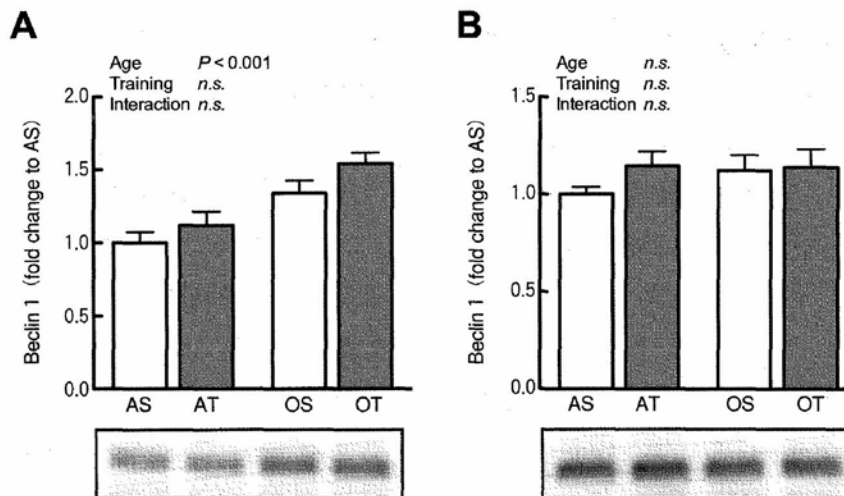 A
Age P < 0.001
Training n.s.
Interaction n.s.
Beclin 1 (fold change to AS)
2.0
1.5
1.0
0.5
0.0
AS AT OS OT
B
Age n.s.
Training n.s.
Interaction n.s.
Beclin 1 (fold change to AS)
1.5
1.0
0.5
0.0
AS AT OS OT